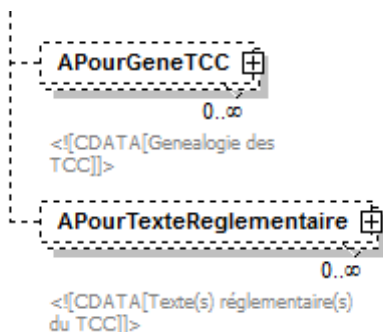 APourGeneTCC
0..∞
<![CDATA[Genealogie des
TCC]]>
APourTexteReglementaire
0..∞
<![CDATA[Texte(s) réglementaire(s)
du TCC]]>